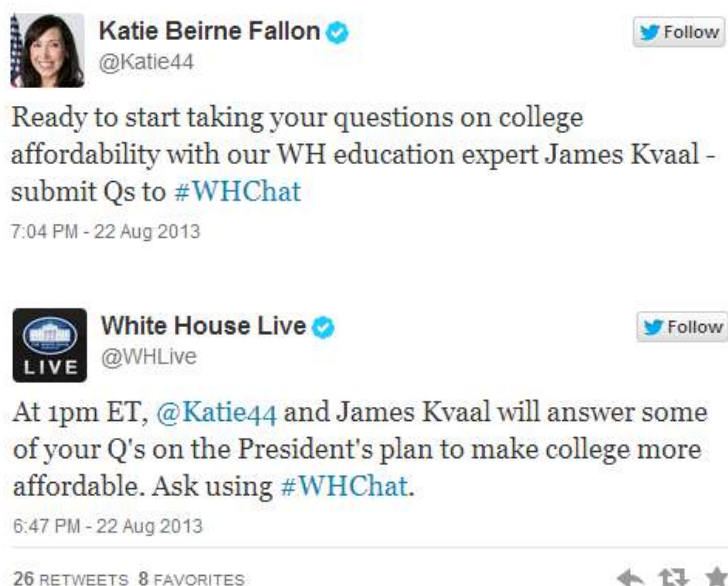 Katie Beirne Fallon
Follow
@Katie44
Ready to start taking your questions on college
affordability with our WH education expert James Kvaal -
submit Qs to #WHChat
7:04 PM - 22 Aug 2013
White House Live
Follow
LIVE
@WHLive
At 1pm ET, @Katie44 and James Kvaal will answer some
of your Q's on the President's plan to make college more
affordable. Ask using #WHChat.
6:47 PM - 22 Aug 2013
26 RETWEETS 8 FAVORITES